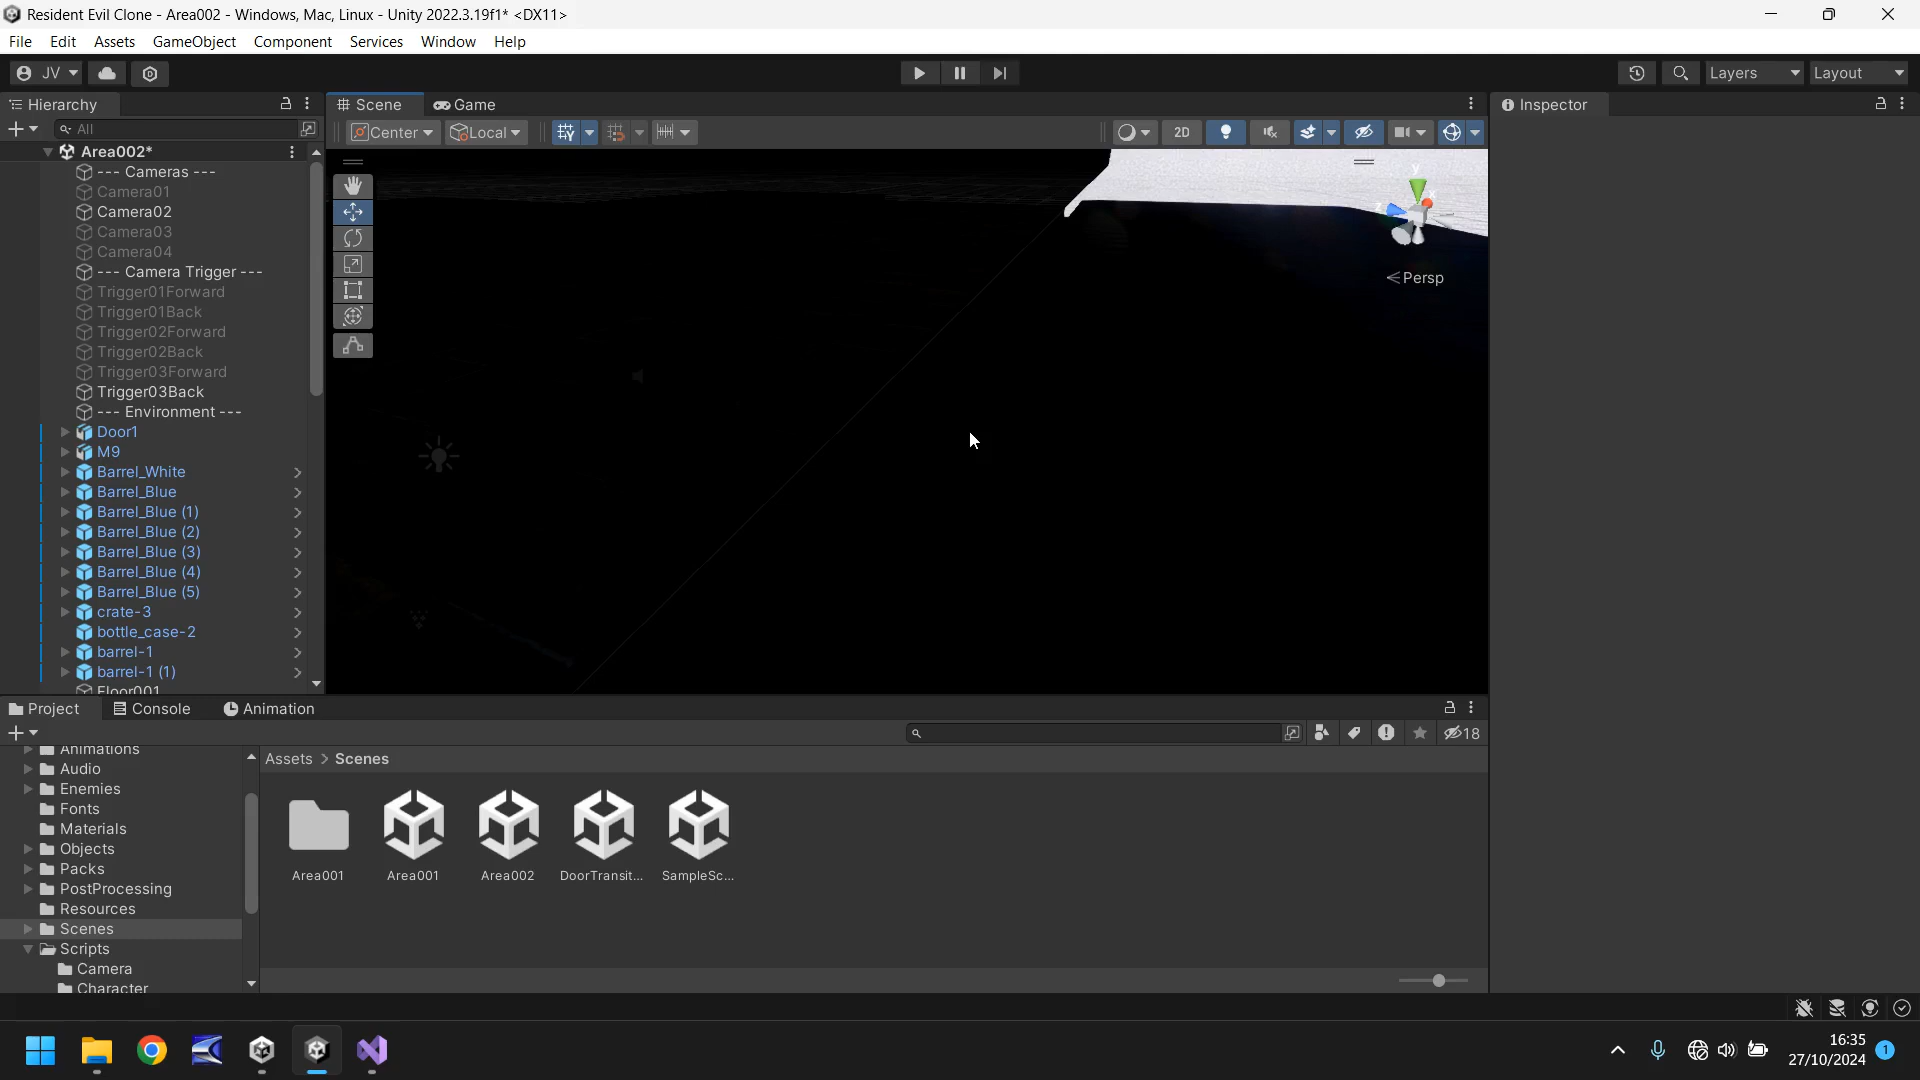 Resident Evil Clone - Area002 - Windows, Mac, Linux - Unity 2022.3.19f1* <DX11>
File Edit Assets GameObject Component Services Window Help
JV Layers Layout
Hierarchy Scene Game Inspector
All Center Local 2D
Area002*
--- Cameras ---
Camera01
Camera02
Camera03
Camera04
--- Camera Trigger ---
Trigger01Forward
Trigger01Back
Trigger02Forward
Trigger02Back
Trigger03Forward
Trigger03Back
--- Environment ---
Door1
M9
Barrel_White
Barrel_Blue
Barrel_Blue (1)
Barrel_Blue (2)
Barrel_Blue (3)
Barrel_Blue (4)
Barrel_Blue (5)
crate-3
bottle_case-2
barrel-1
barrel-1 (1)
Floor001
y
x
z
< Persp
Project Console Animation
18
Animations
Audio
Enemies
Fonts
Materials
Objects
Packs
PostProcessing
Resources
Scenes
Scripts
Camera
Character
Assets > Scenes
Area001 Area001 Area002 DoorTransit... SampleSc...
16:35
27/10/2024
1